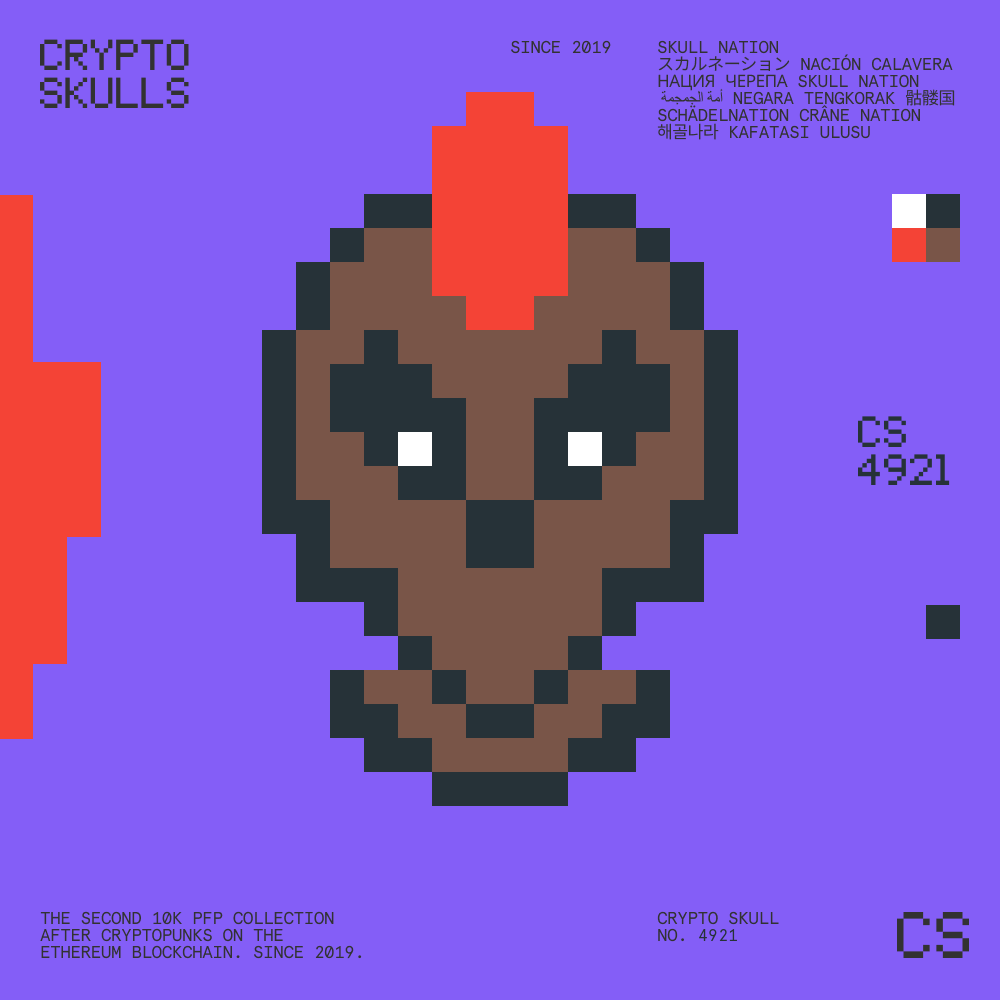 CRYPTO
SKULLS
SINCE 2019
SKULL NATION
スカルネーション NACIÓN CALAVERA
НАЦИЯ ЧЕРЕПА SKULL NATION
أمة الجمجمة NEGARA TENGKORAK 骷髅国
SCHÄDELNATION CRÂNE NATION
해골나라 KAFATASI ULUSU
CS
4921
THE SECOND 10K PFP COLLECTION
AFTER CRYPTOPUNKS ON THE
ETHEREUM BLOCKCHAIN. SINCE 2019.
CRYPTO SKULL
NO. 4921
CS